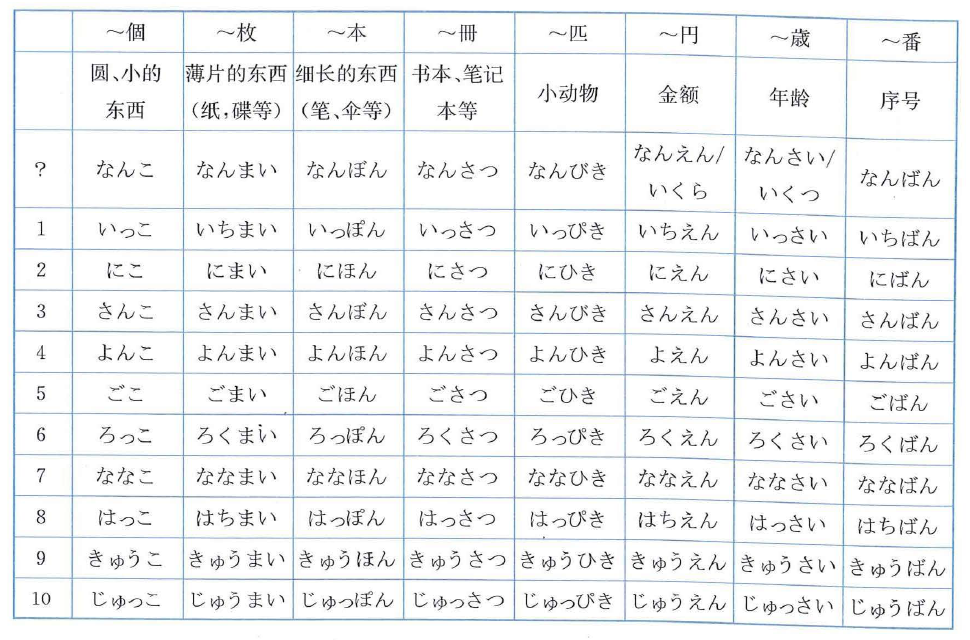 ～個 ～枚 ～本 ～冊 ～匹 ～円 ～歳 ～番
圆、小的东西 薄片的东西(纸,碟等) 细长的东西(笔、伞等) 书本、笔记本等 小动物 金额 年龄 序号
? なんこ なんまい なんぼん なんさつ なんびき なんえん/いくら なんさい/いくつ なんばん
1 いっこ いちまい いっぽん いっさつ いっぴき いちえん いっさい いちばん
2 にこ にまい にほん にさつ にひき にえん にさい にばん
3 さんこ さんまい さんぼん さんさつ さんびき さんえん さんさい さんばん
4 よんこ よんまい よんほん よんさつ よんひき よえん よんさい よんばん
5 ごこ ごまい ごほん ごさつ ごひき ごえん ごさい ごばん
6 ろっこ ろくまい ろっぽん ろくさつ ろっぴき ろくえん ろくさい ろくばん
7 ななこ ななまい ななほん ななさつ ななひき ななえん ななさい ななばん
8 はっこ はちまい はっぽん はっさつ はっぴき はちえん はっさい はちばん
9 きゅうこ きゅうまい きゅうほん きゅうさつ きゅうひき きゅうえん きゅうさい きゅうばん
10 じゅっこ じゅうまい じゅっぽん じゅっさつ じゅっぴき じゅうえん じゅっさい じゅうばん